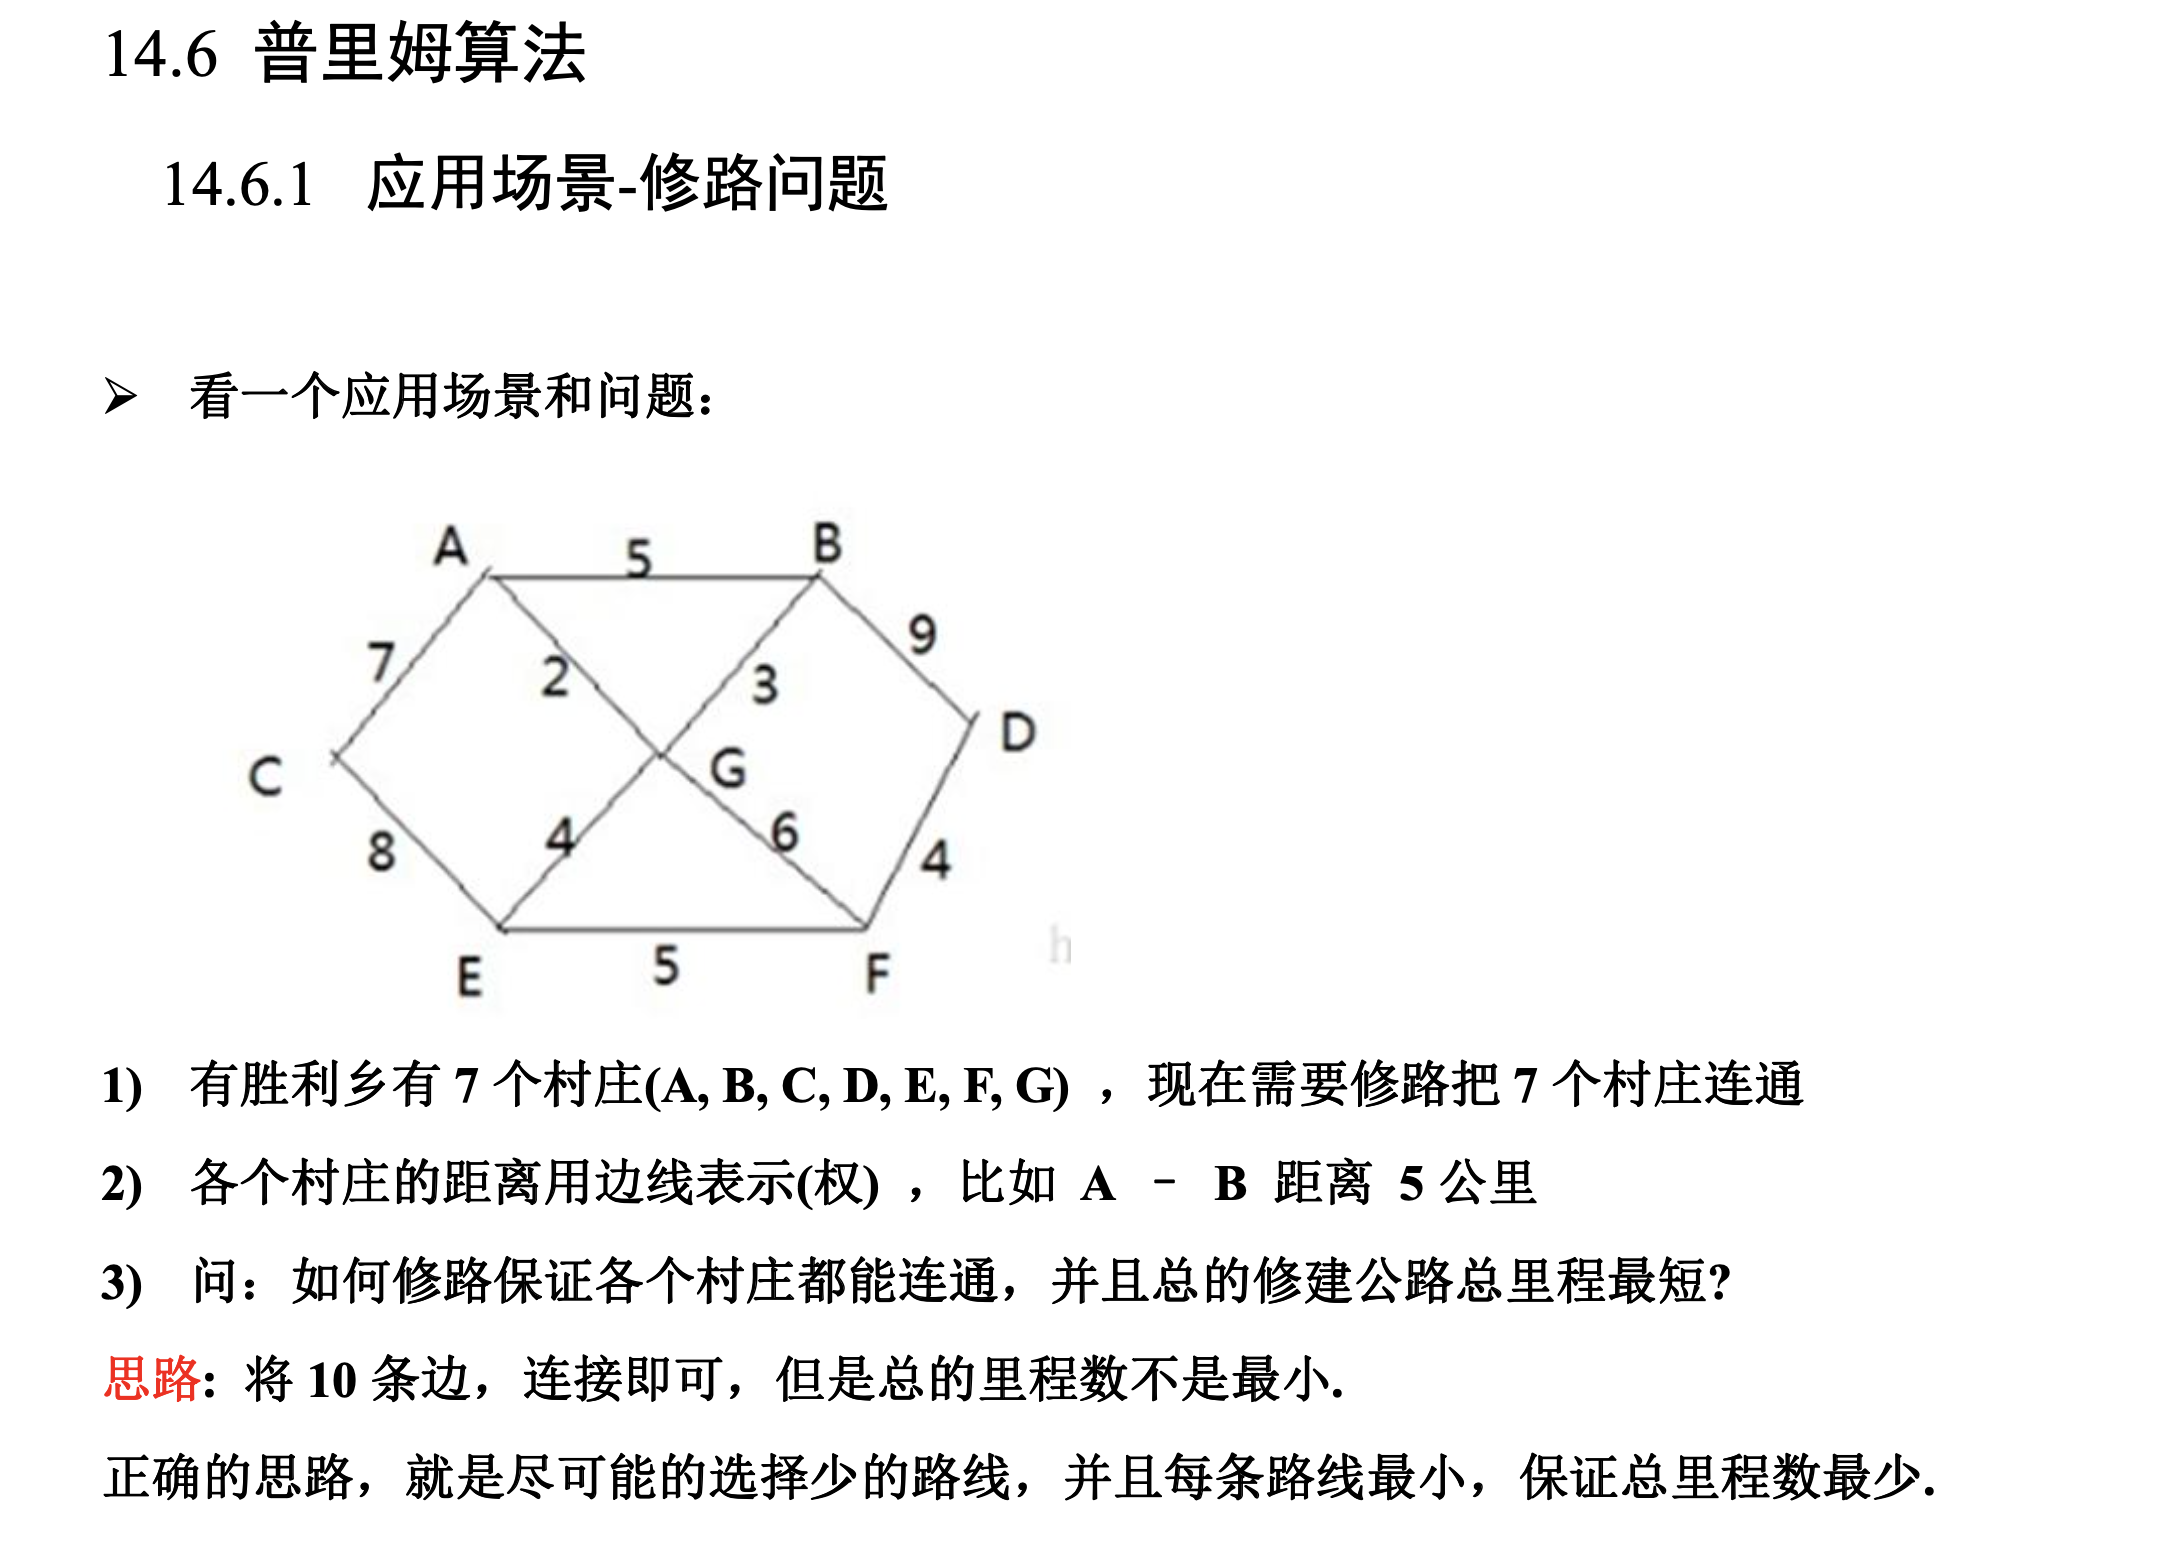 14.6 普里姆算法
14.6.1 应用场景-修路问题
➢ 看一个应用场景和问题：
A 5 B
9
7 2 3
D
C G
4 6
8 4
E 5 F
h
1) 有胜利乡有 7 个村庄(A, B, C, D, E, F, G) ，现在需要修路把 7 个村庄连通
2) 各个村庄的距离用边线表示(权) ，比如 A – B 距离 5 公里
3) 问：如何修路保证各个村庄都能连通，并且总的修建公路总里程最短?
思路: 将 10 条边，连接即可，但是总的里程数不是最小.
正确的思路，就是尽可能的选择少的路线，并且每条路线最小，保证总里程数最少.